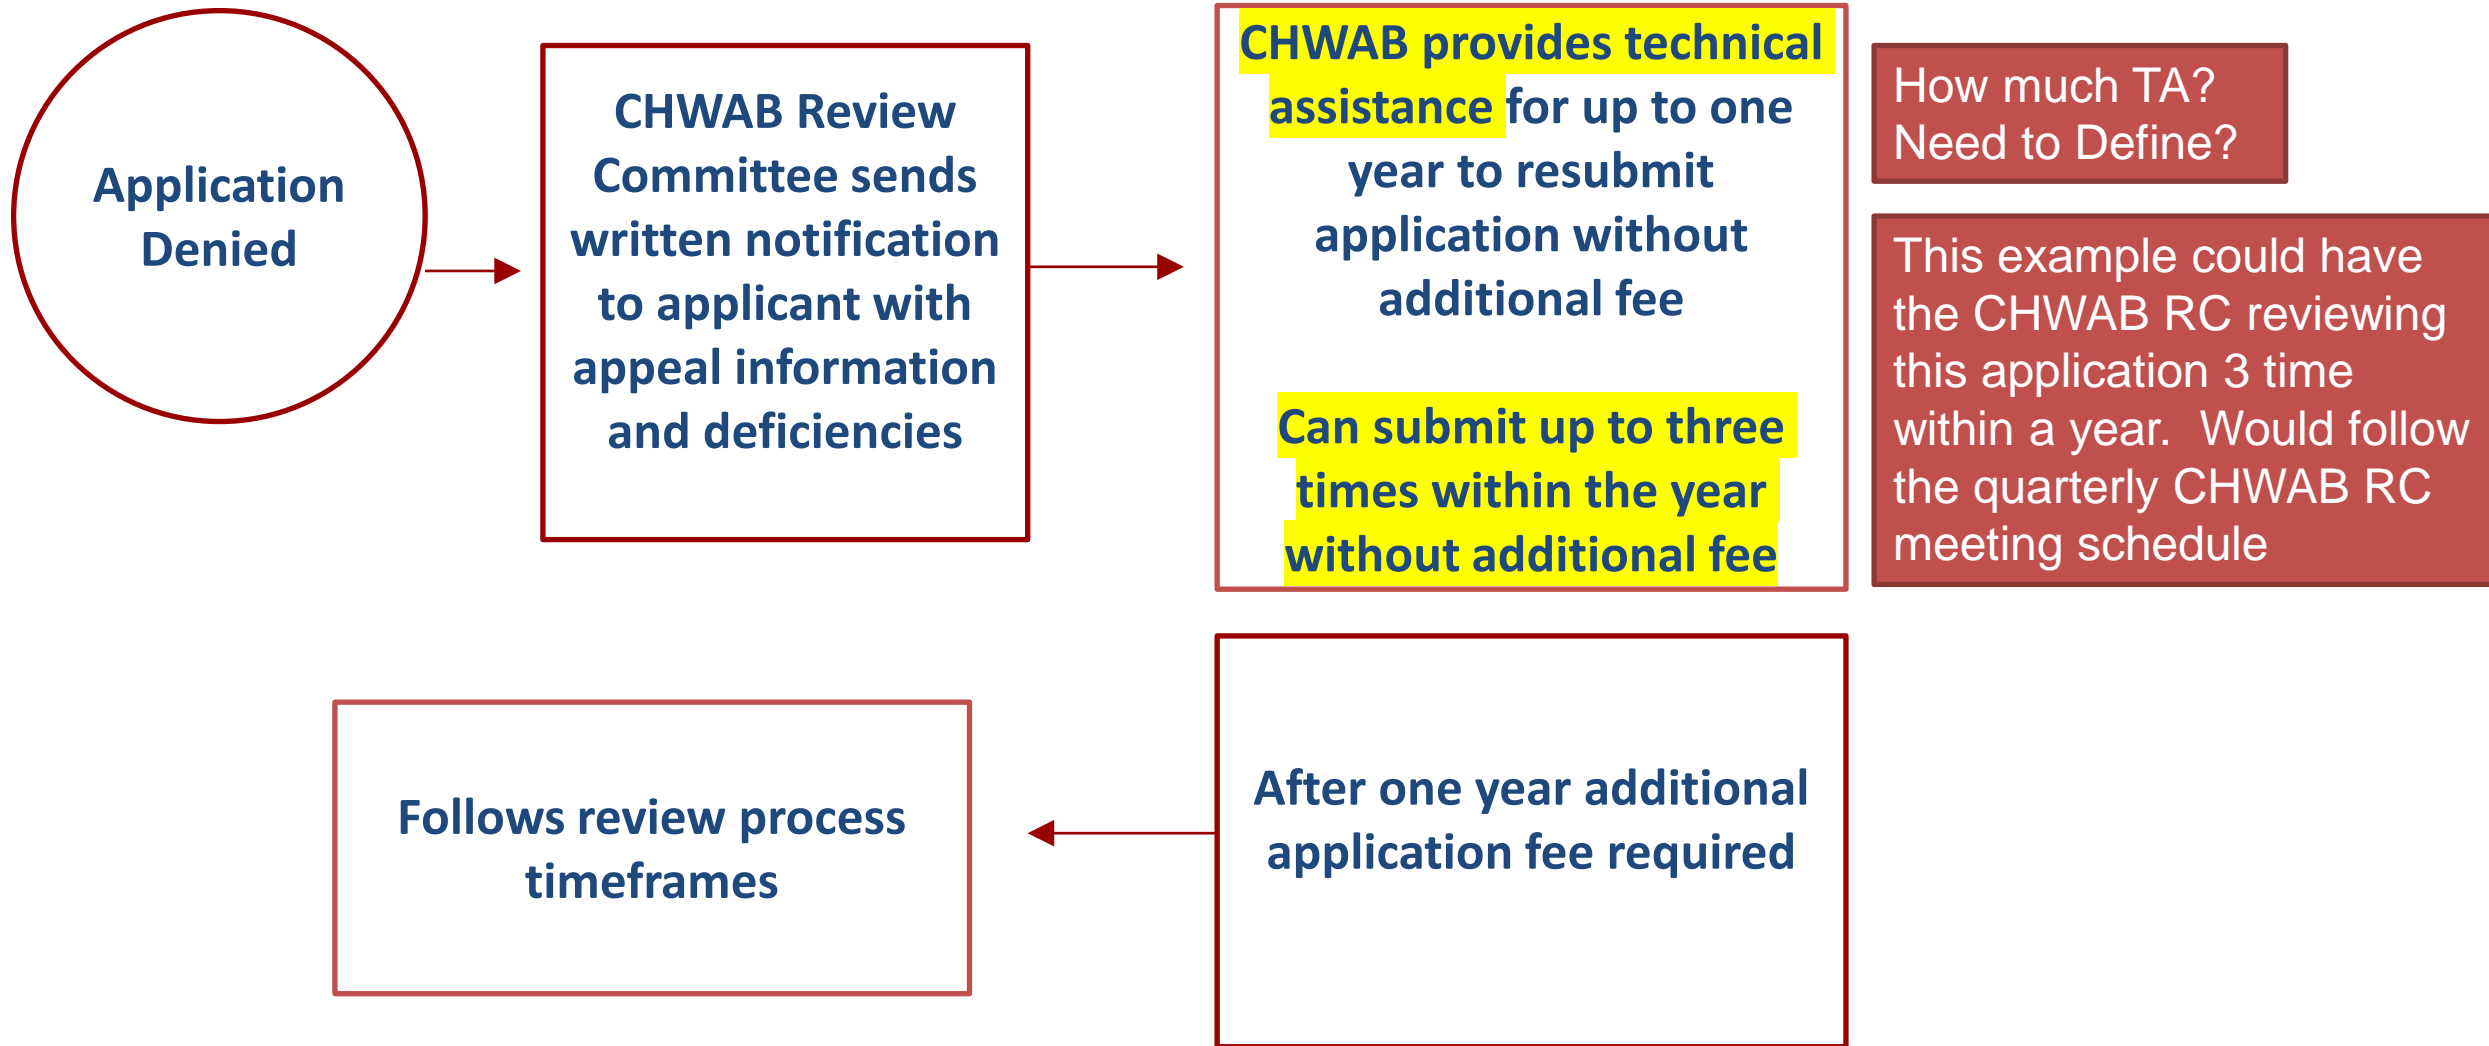 Application
Denied
CHWAB Review
Committee sends
written notification
to applicant with
appeal information
and deficiencies
CHWAB provides technical
assistance for up to one
year to resubmit
application without
additional fee
Can submit up to three
times within the year
without additional fee
How much TA?
Need to Define?
This example could have
the CHWAB RC reviewing
this application 3 time
within a year.  Would follow
the quarterly CHWAB RC
meeting schedule
After one year additional
application fee required
Follows review process
timeframes